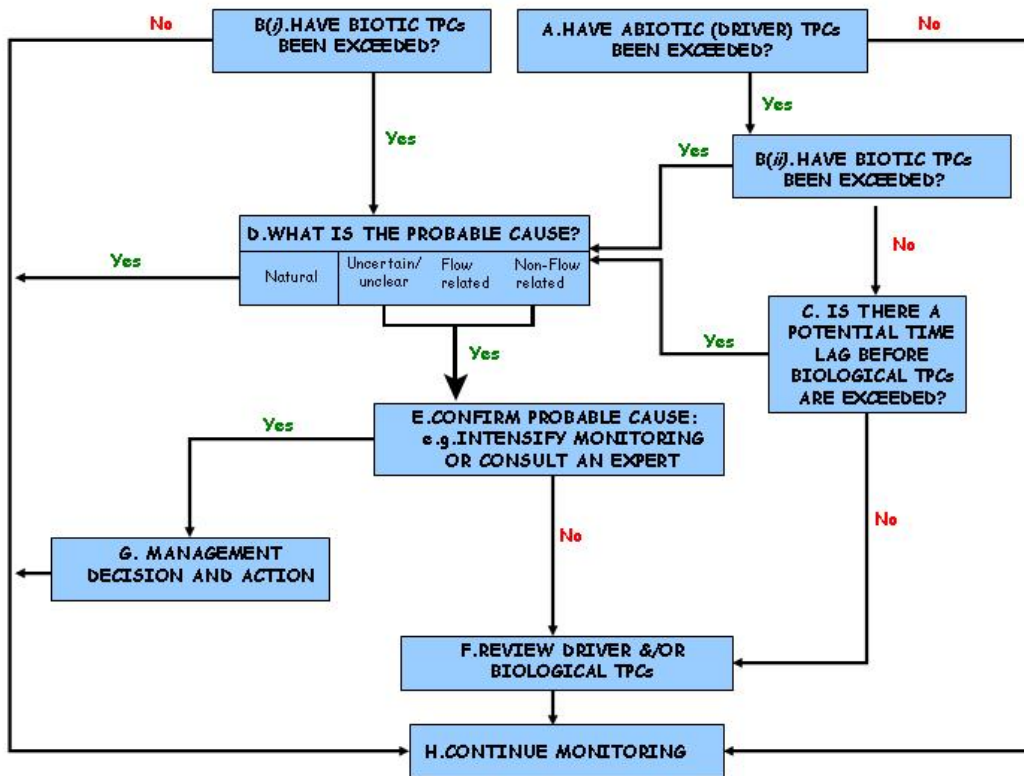 No
B(i).HAVE BIOTIC TPCs
BEEN EXCEEDED?
A.HAVE ABIOTIC (DRIVER) TPCs
BEEN EXCEEDED?
No
Yes
Yes
Yes
B(ii).HAVE BIOTIC TPCs
BEEN EXCEEDED?
D.WHAT IS THE PROBABLE CAUSE?
Natural
Uncertain/
unclear
Flow
related
Non-Flow
related
Yes
No
C. IS THERE A
POTENTIAL TIME
LAG BEFORE
BIOLOGICAL TPCs
ARE EXCEEDED?
Yes
Yes
E.CONFIRM PROBABLE CAUSE:
e.g.INTENSIFY MONITORING
OR CONSULT AN EXPERT
Yes
No
No
G. MANAGEMENT
DECISION AND ACTION
F.REVIEW DRIVER &/OR
BIOLOGICAL TPCs
H.CONTINUE MONITORING